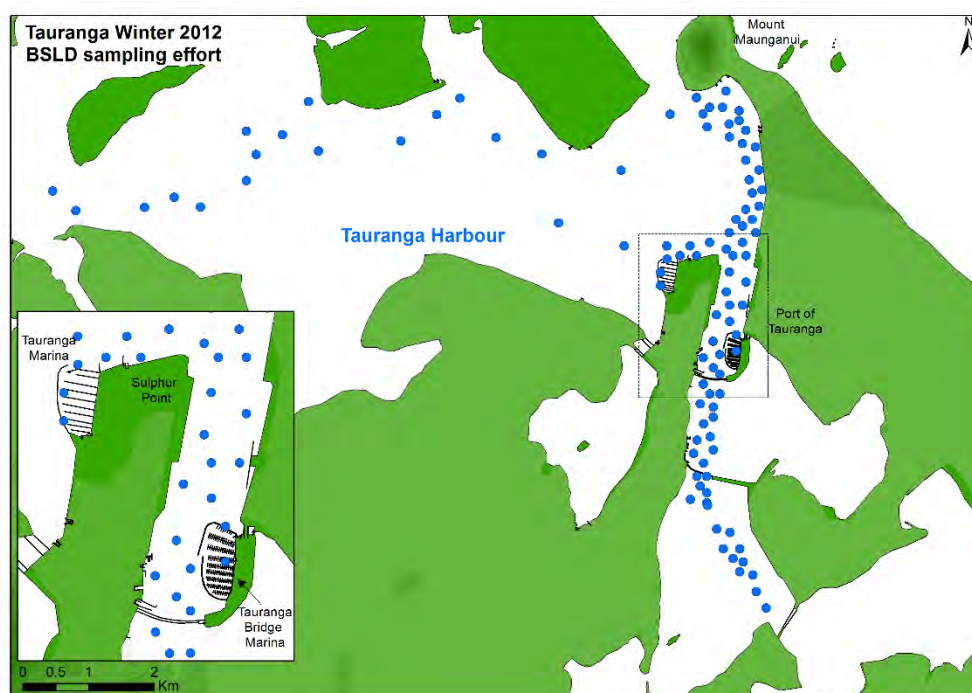 Tauranga Winter 2012
BSLD sampling effort
Mount
Maunganui
N
Tauranga Harbour
Port of
Tauranga
Tauranga
Marina
Sulphur
Point
Tauranga
Bridge
Marina
0 0.5 1 2
Km